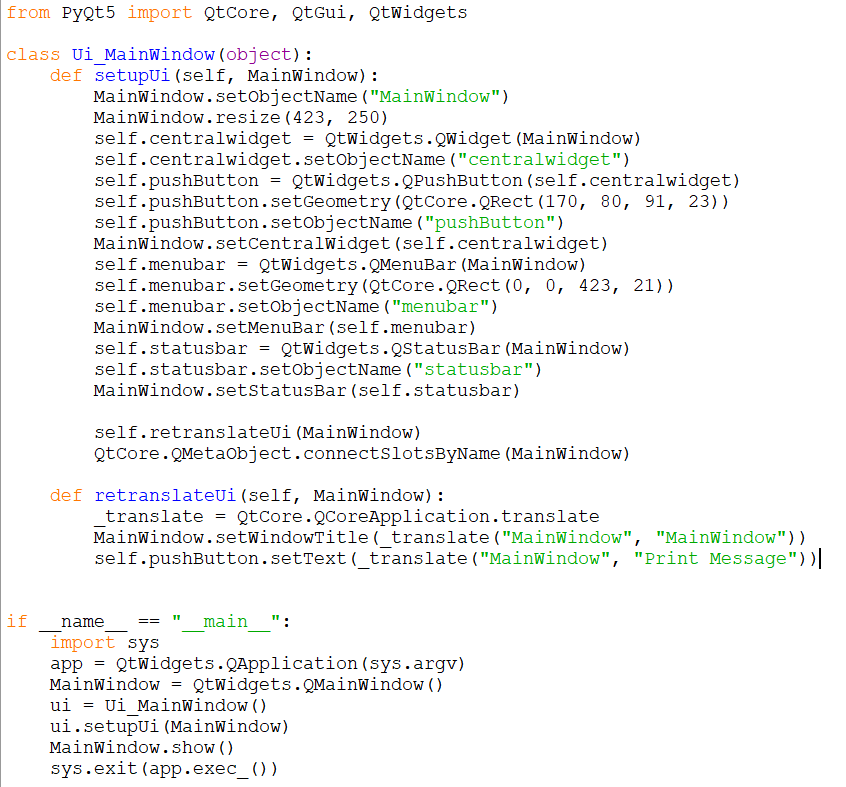 from PyQt5 import QtCore, QtGui, QtWidgets

class Ui_MainWindow(object):
    def setupUi(self, MainWindow):
        MainWindow.setObjectName("MainWindow")
        MainWindow.resize(423, 250)
        self.centralwidget = QtWidgets.QWidget(MainWindow)
        self.centralwidget.setObjectName("centralwidget")
        self.pushButton = QtWidgets.QPushButton(self.centralwidget)
        self.pushButton.setGeometry(QtCore.QRect(170, 80, 91, 23))
        self.pushButton.setObjectName("pushButton")
        MainWindow.setCentralWidget(self.centralwidget)
        self.menubar = QtWidgets.QMenuBar(MainWindow)
        self.menubar.setGeometry(QtCore.QRect(0, 0, 423, 21))
        self.menubar.setObjectName("menubar")
        MainWindow.setMenuBar(self.menubar)
        self.statusbar = QtWidgets.QStatusBar(MainWindow)
        self.statusbar.setObjectName("statusbar")
        MainWindow.setStatusBar(self.statusbar)

        self.retranslateUi(MainWindow)
        QtCore.QMetaObject.connectSlotsByName(MainWindow)

    def retranslateUi(self, MainWindow):
        _translate = QtCore.QCoreApplication.translate
        MainWindow.setWindowTitle(_translate("MainWindow", "MainWindow"))
        self.pushButton.setText(_translate("MainWindow", "Print Message"))


if __name__ == "__main__":
    import sys
    app = QtWidgets.QApplication(sys.argv)
    MainWindow = QtWidgets.QMainWindow()
    ui = Ui_MainWindow()
    ui.setupUi(MainWindow)
    MainWindow.show()
    sys.exit(app.exec_())